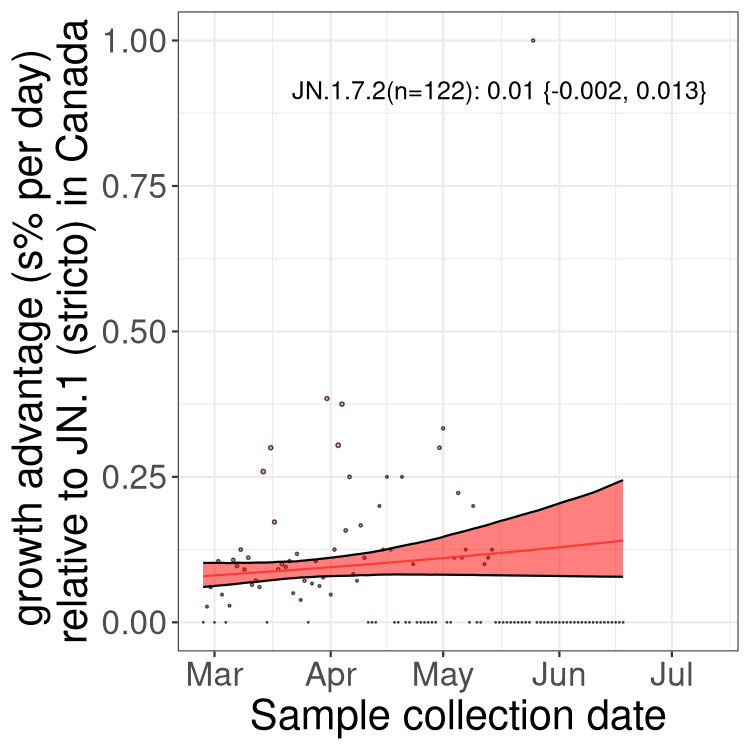 growth advantage (s% per day)
relative to JN.1 (stricto) in Canada
1.00
0.75
0.50
0.25
0.00
JN.1.7.2(n=122): 0.01 {-0.002, 0.013}
Mar Apr May Jun Jul
Sample collection date